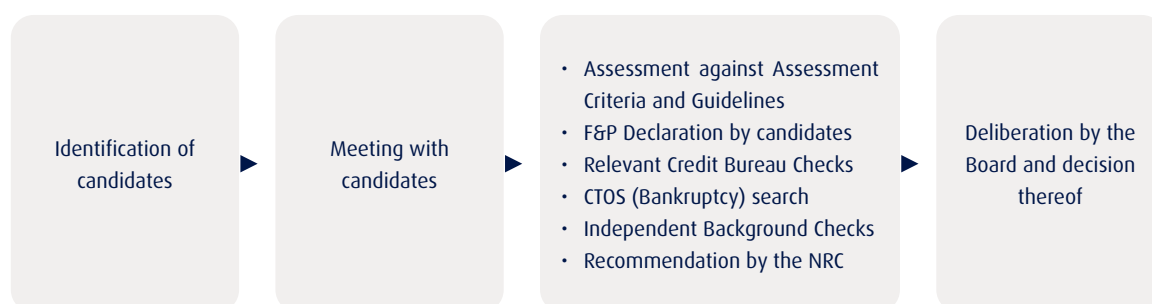 Identification of
candidates
Meeting with
candidates
• Assessment against Assessment
Criteria and Guidelines
• F&P Declaration by candidates
• Relevant Credit Bureau Checks
• CTOS (Bankruptcy) search
• Independent Background Checks
• Recommendation by the NRC
Deliberation by the
Board and decision
thereof